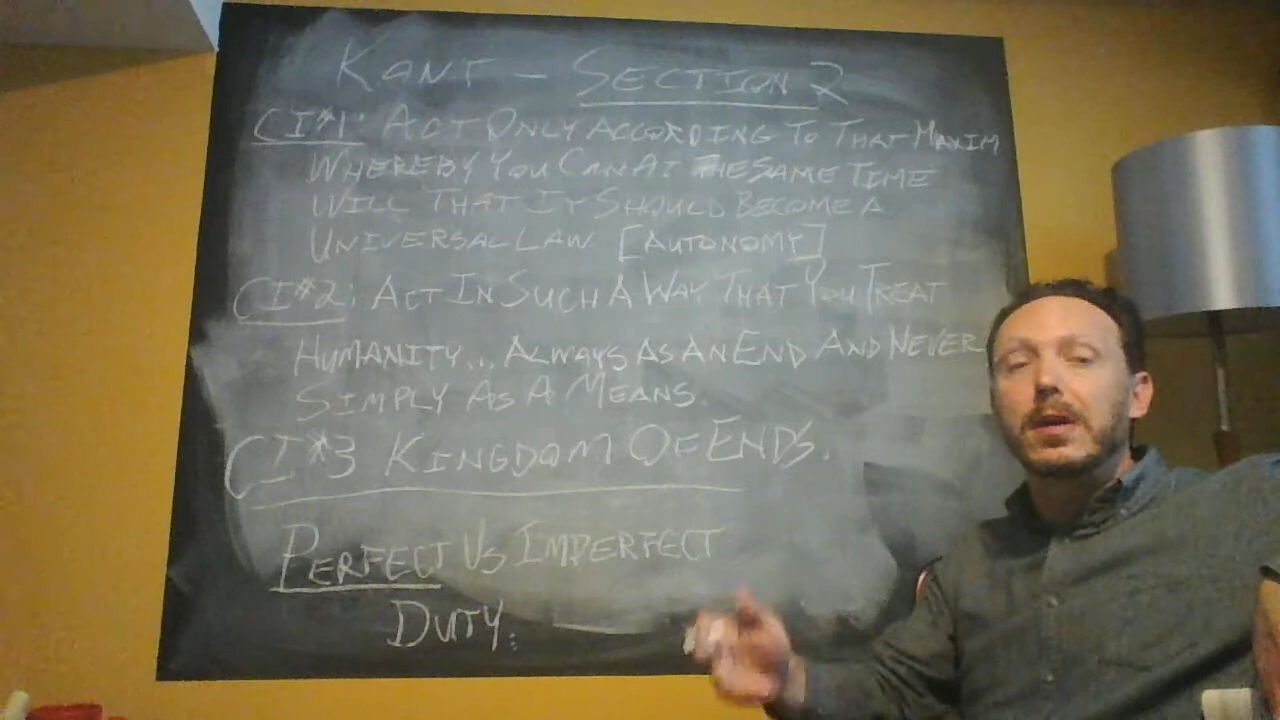 KANT - SECTION 2
CI#1: ACT ONLY ACCORDING TO THAT MAXIM
WHEREBY YOU CAN AT THE SAME TIME
WILL THAT IT SHOULD BECOME A
UNIVERSAL LAW. [AUTONOMY]
CI#2: ACT IN SUCH A WAY THAT YOU TREAT
HUMANITY... ALWAYS AS AN END AND NEVER
SIMPLY AS A MEANS.
CI#3 KINGDOM OF ENDS.
PERFECT VS IMPERFECT
DUTY: